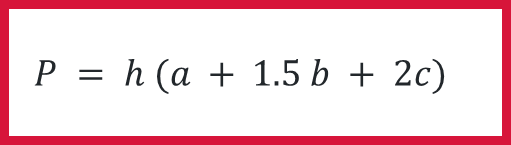 P = h (a + 1.5 b + 2c)